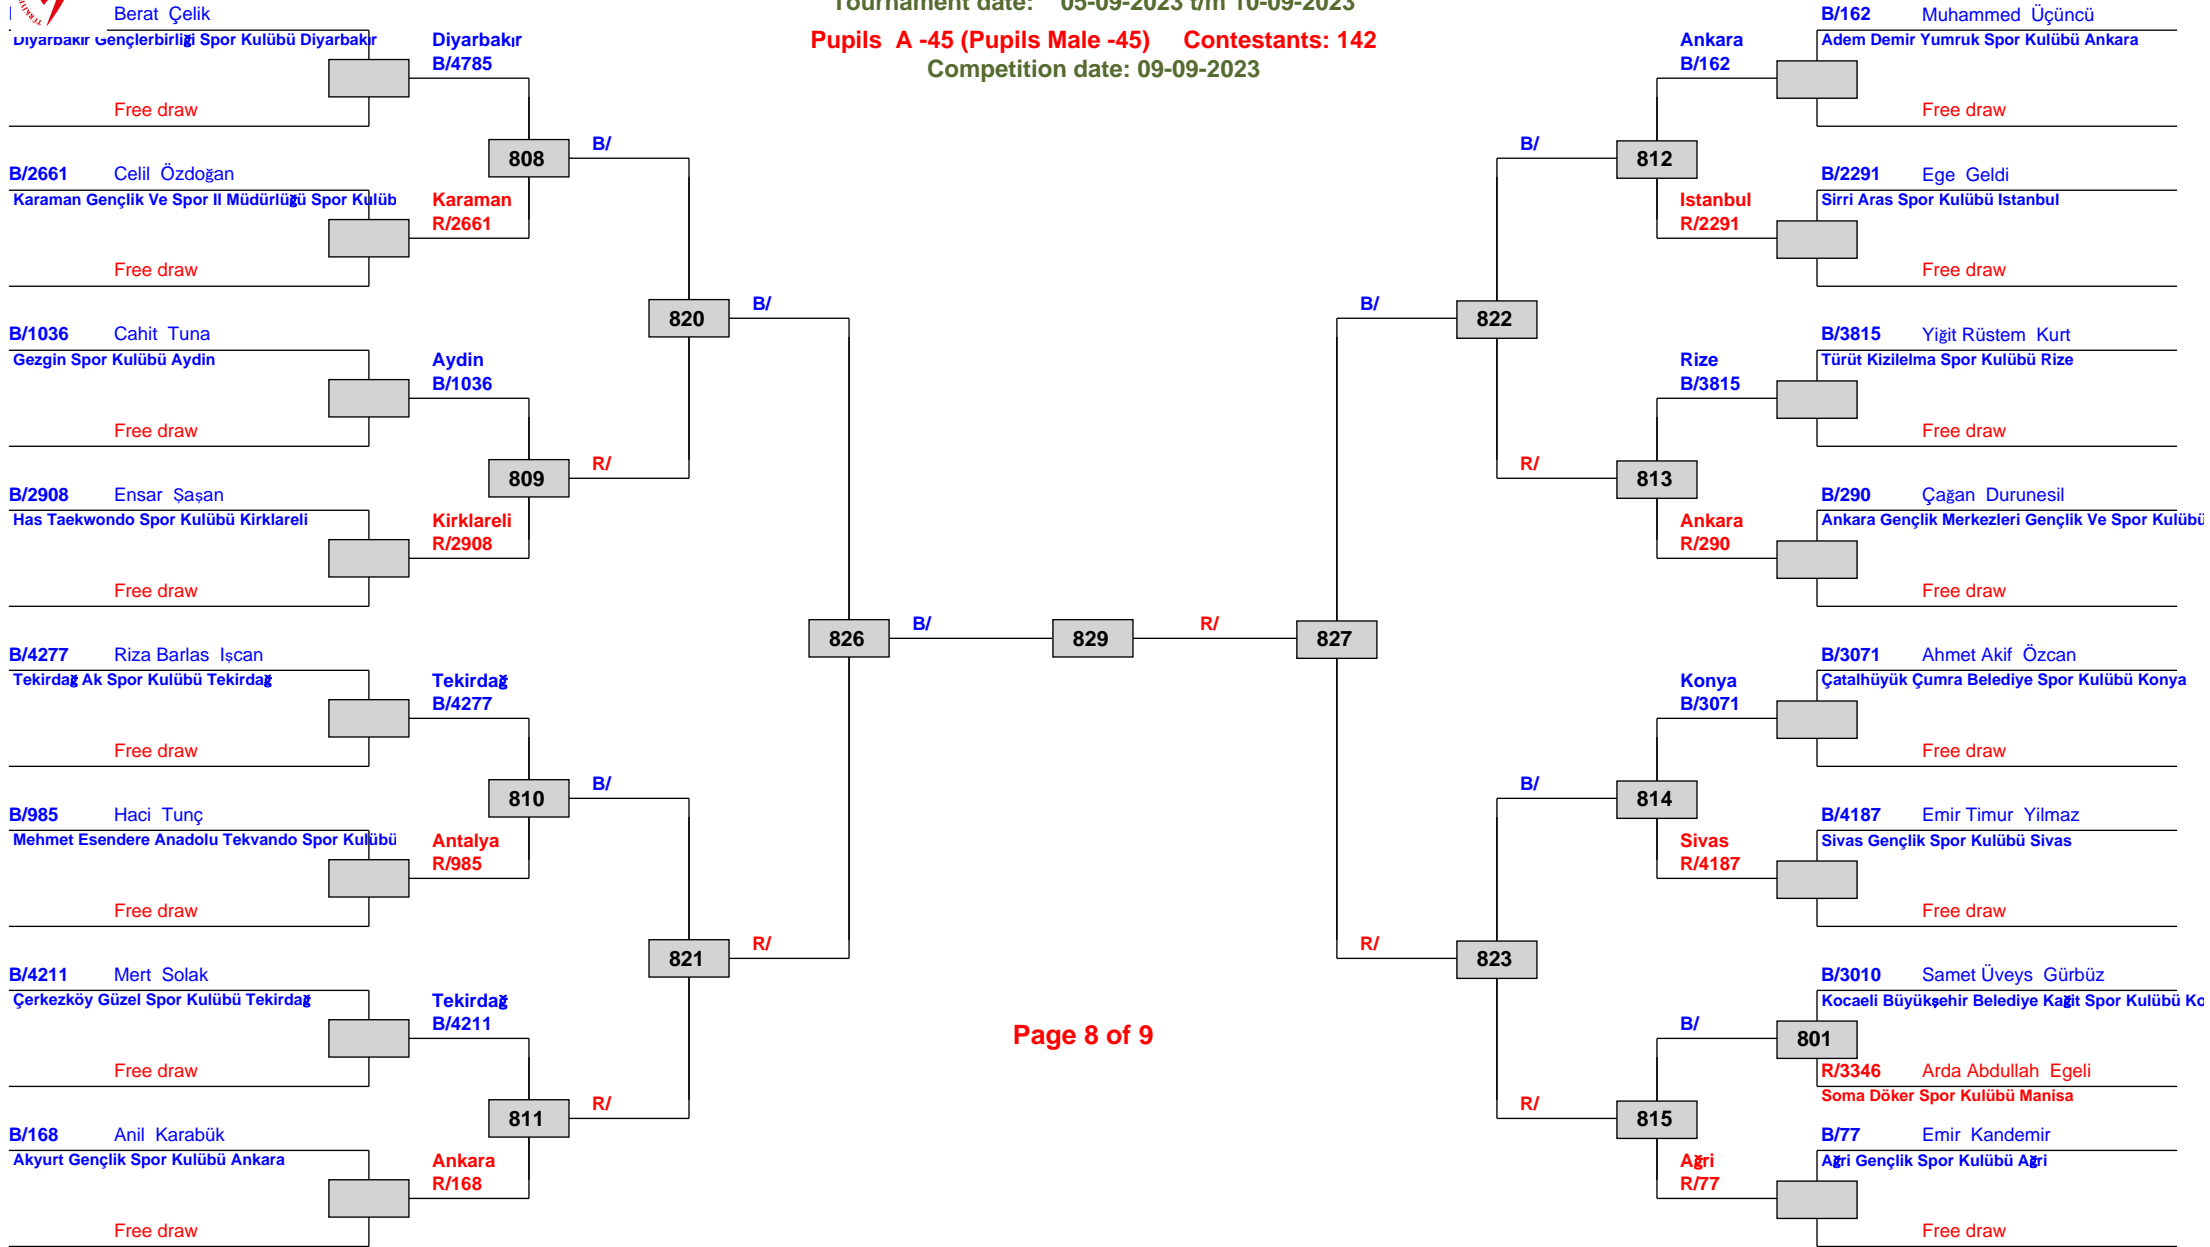 Tournament date: 05-09-2023 t/m 10-09-2023
Pupils A -45 (Pupils Male -45) Contestants: 142
Competition date: 09-09-2023
Berat Çelik
Diyarbakir Gençlerbirliği Spor Kulübü Diyarbakır
Free draw
Diyarbakır
B/4785
808
B/
B/2661 Celil Özdoğan
Karaman Gençlik Ve Spor Il Müdürlüğü Spor Kulüb
Free draw
Karaman
R/2661
820
B/
B/1036 Cahit Tuna
Gezgin Spor Kulübü Aydin
Free draw
Aydin
B/1036
809
R/
B/2908 Ensar Şaşan
Has Taekwondo Spor Kulübü Kirklareli
Free draw
Kirklareli
R/2908
826
B/
B/4277 Riza Barlas Işcan
Tekirdağ Ak Spor Kulübü Tekirdağ
Free draw
Tekirdağ
B/4277
810
B/
B/985 Haci Tunç
Mehmet Esendere Anadolu Tekvando Spor Kulübü
Free draw
Antalya
R/985
821
R/
B/4211 Mert Solak
Çerkezköy Güzel Spor Kulübü Tekirdağ
Free draw
Tekirdağ
B/4211
811
R/
B/168 Anil Karabük
Akyurt Gençlik Spor Kulübü Ankara
Free draw
Ankara
R/168
829
R/
827
Page 8 of 9
B/162 Muhammed Üçüncü
Adem Demir Yumruk Spor Kulübü Ankara
Free draw
Ankara
B/162
812
B/
B/2291 Ege Geldi
Sirri Aras Spor Kulübü Istanbul
Free draw
Istanbul
R/2291
822
B/
B/3815 Yiğit Rüstem Kurt
Türüt Kizilelma Spor Kulübü Rize
Free draw
Rize
B/3815
813
R/
B/290 Çağan Durunesil
Ankara Gençlik Merkezleri Gençlik Ve Spor Kulübü
Free draw
Ankara
R/290
B/3071 Ahmet Akif Özcan
Çatalhüyük Çumra Belediye Spor Kulübü Konya
Free draw
Konya
B/3071
814
B/
B/4187 Emir Timur Yilmaz
Sivas Gençlik Spor Kulübü Sivas
Free draw
Sivas
R/4187
823
R/
B/3010 Samet Üveys Gürbüz
Kocaeli Büyükşehir Belediye Kağit Spor Kulübü Ko
801
B/
R/3346 Arda Abdullah Egeli
Soma Döker Spor Kulübü Manisa
815
R/
B/77 Emir Kandemir
Ağri Gençlik Spor Kulübü Ağri
Free draw
Ağri
R/77